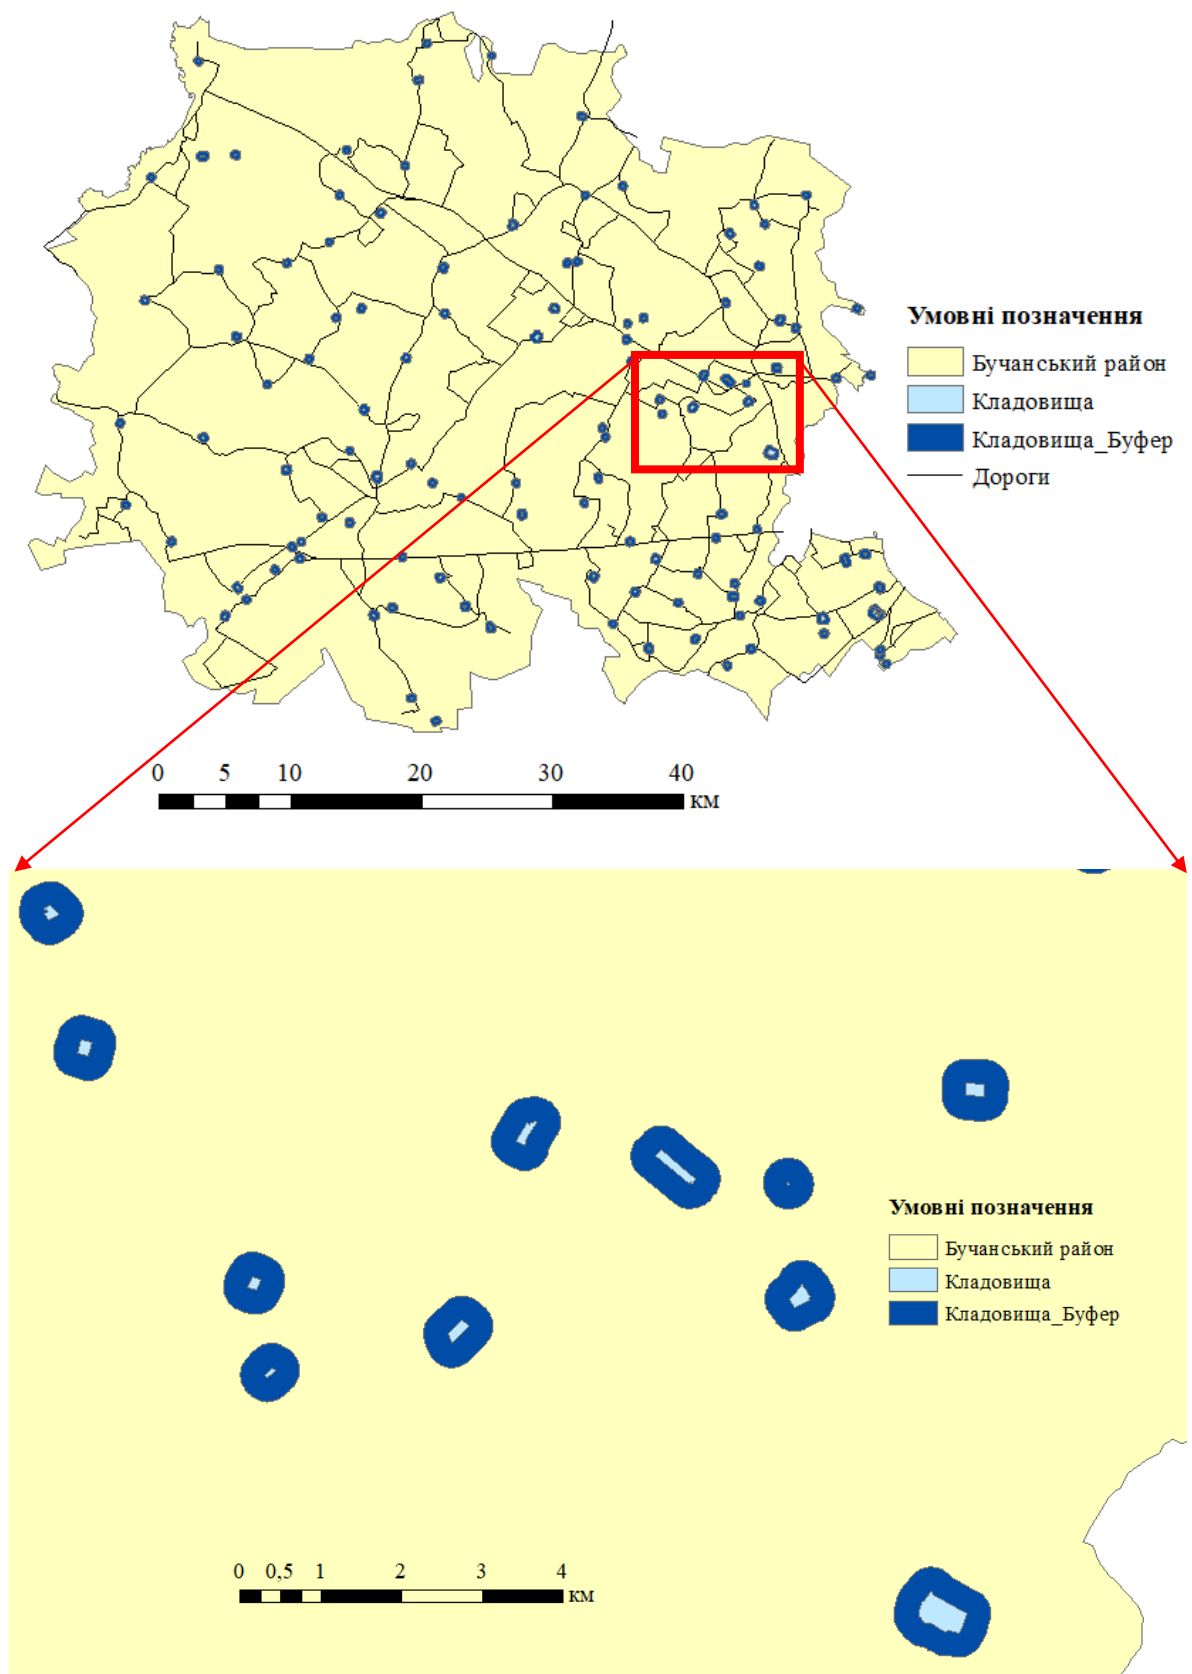 Умовні позначення
Бучанський район
Кладовища
Кладовища_Буфер
Дороги
0 5 10 20 30 40
км
Умовні позначення
Бучанський район
Кладовища
Кладовища_Буфер
0 0,5 1 2 3 4
км